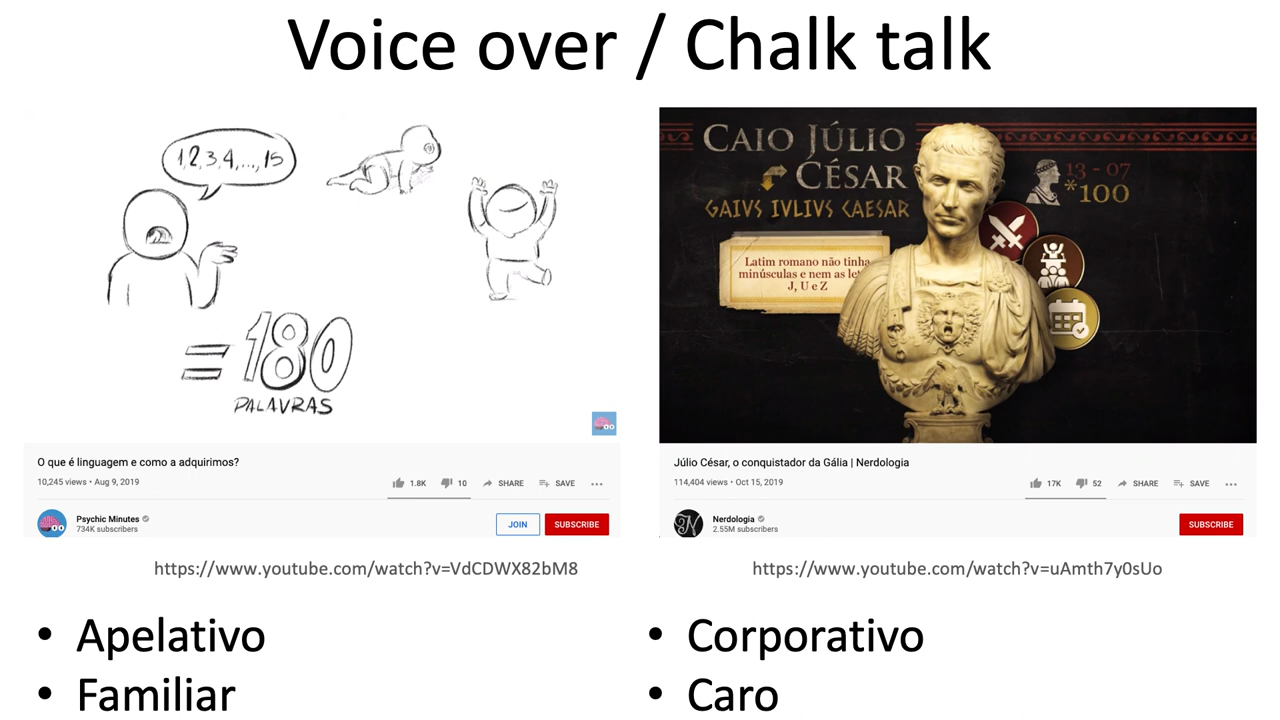 Voice over / Chalk talk
1,2,3,4,...,15
= 180
PALAVRAS
O que é linguagem e como a adquirimos?
10,245 views • Aug 9, 2019
1.8K
10
SHARE
SAVE
Psychic Minutes
734K subscribers
JOIN
SUBSCRIBE
https://www.youtube.com/watch?v=VdCDWX82bM8
• Apelativo
• Familiar
CAIO JÚLIO
CÉSAR
GAIVS IVLIVS CAESAR
13 - 07
*100
Latim romano não tinha
minúsculas e nem as
J, U e Z
Júlio César, o conquistador da Gália | Nerdologia
114,404 views • Oct 15, 2019
17K
52
SHARE
SAVE
Nerdologia
2.55M subscribers
SUBSCRIBE
https://www.youtube.com/watch?v=uAmth7y0sUo
• Corporativo
• Caro